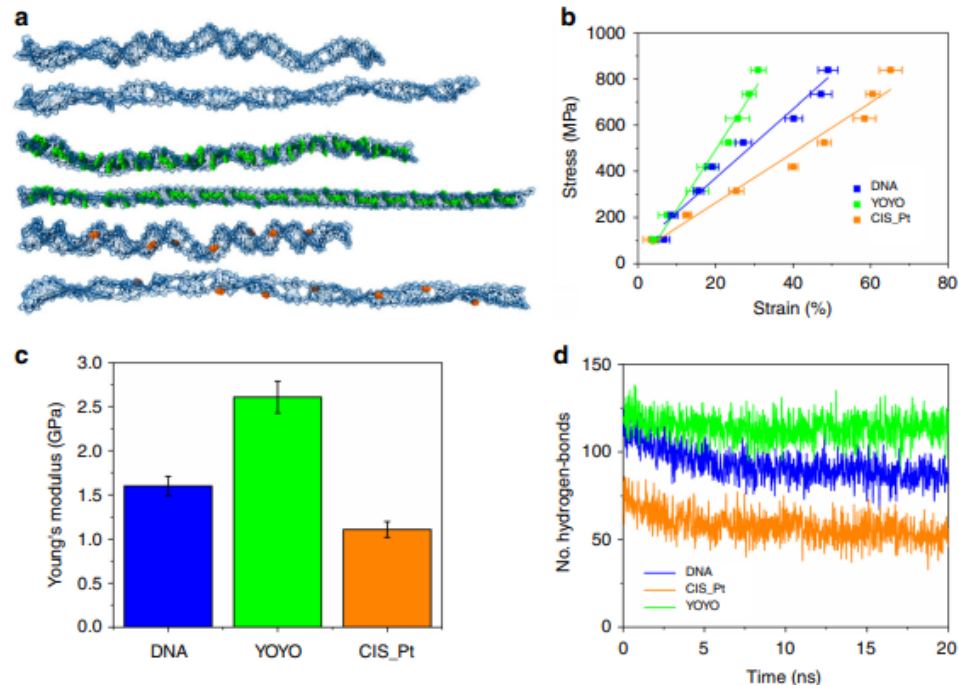 a
b
1000
800
600
400
200
0
Stress (MPa)
DNA
YOYO
CIS_Pt
0
20
40
60
80
Strain (%)
c
3.0
2.5
2.0
1.5
1.0
0.5
0.0
Young's modulus (GPa)
DNA
YOYO
CIS_Pt
d
150
100
50
0
No. hydrogen-bonds
DNA
CIS_Pt
YOYO
0
5
10
15
20
Time (ns)